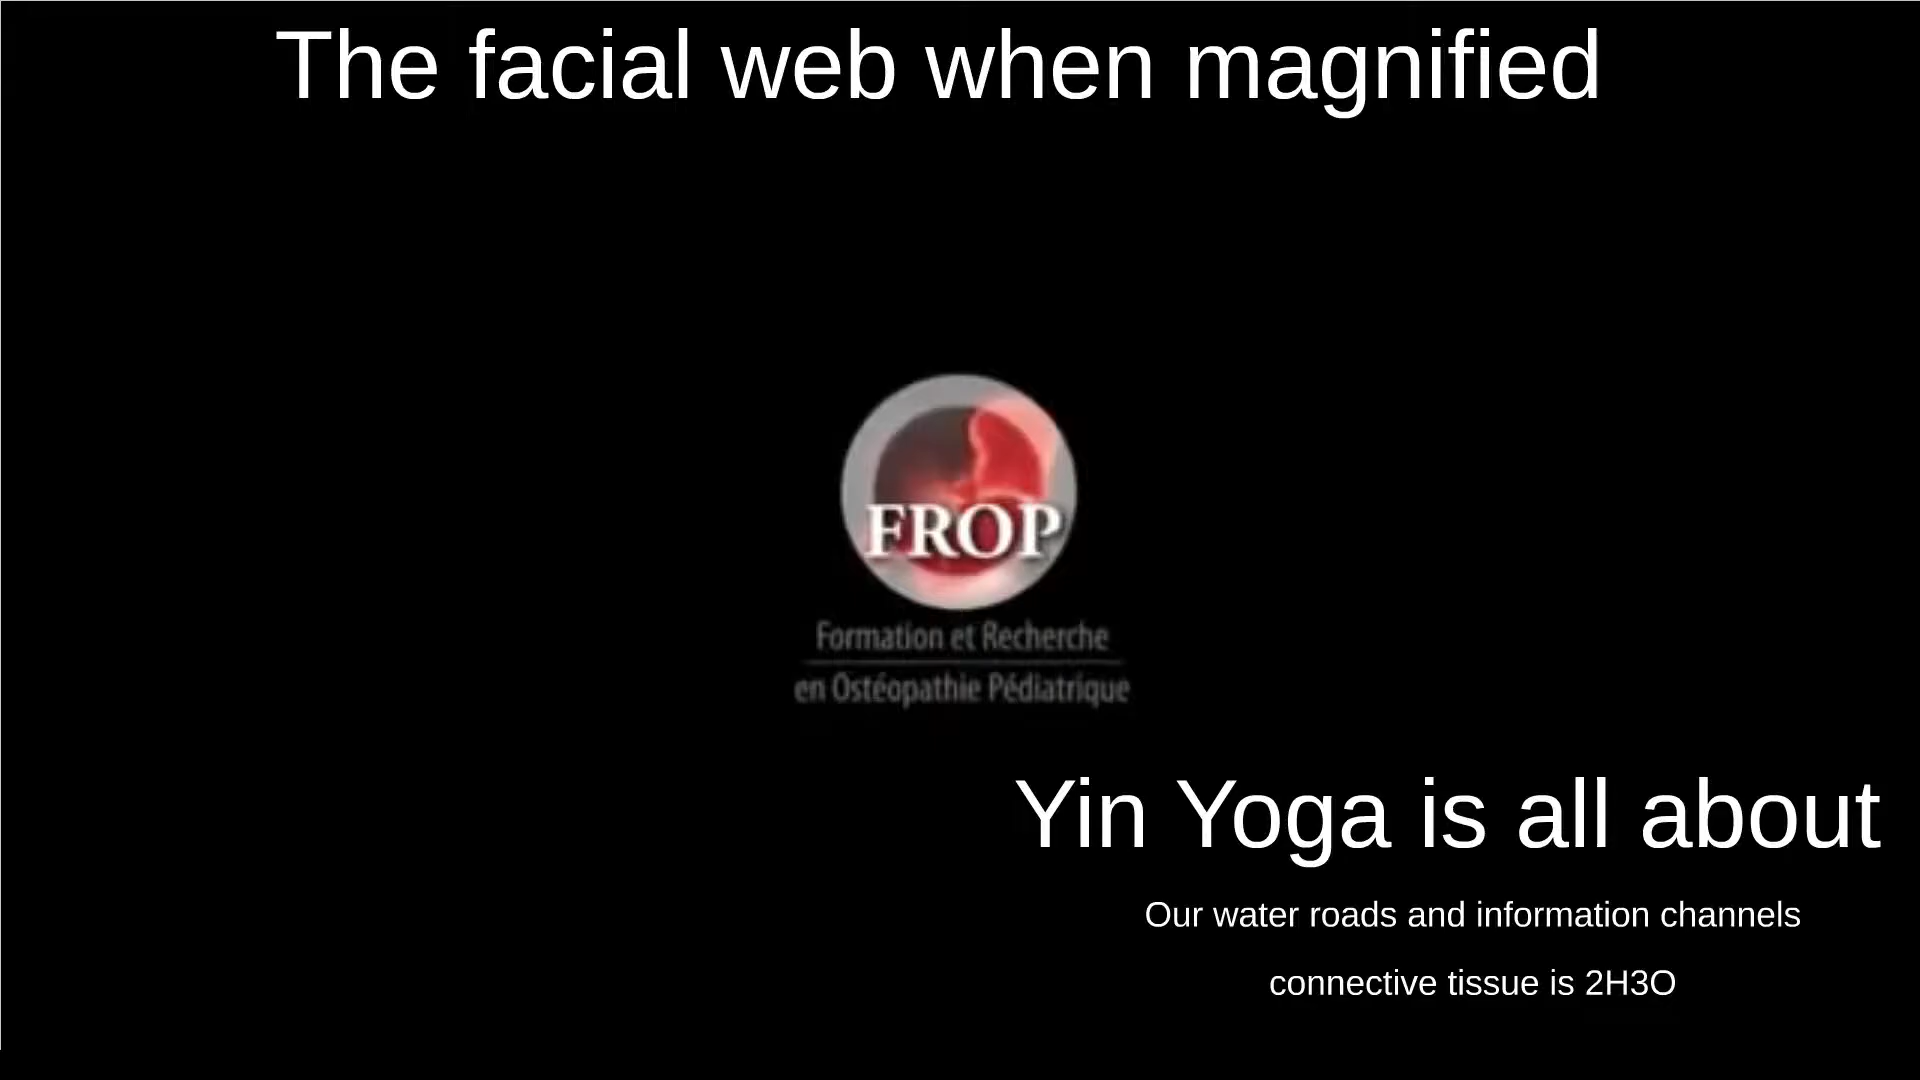 The facial web when magnified
FROP
Formation et Recherche
en Ostéopathie Pédiatrique
Yin Yoga is all about
Our water roads and information channels
connective tissue is 2H3O